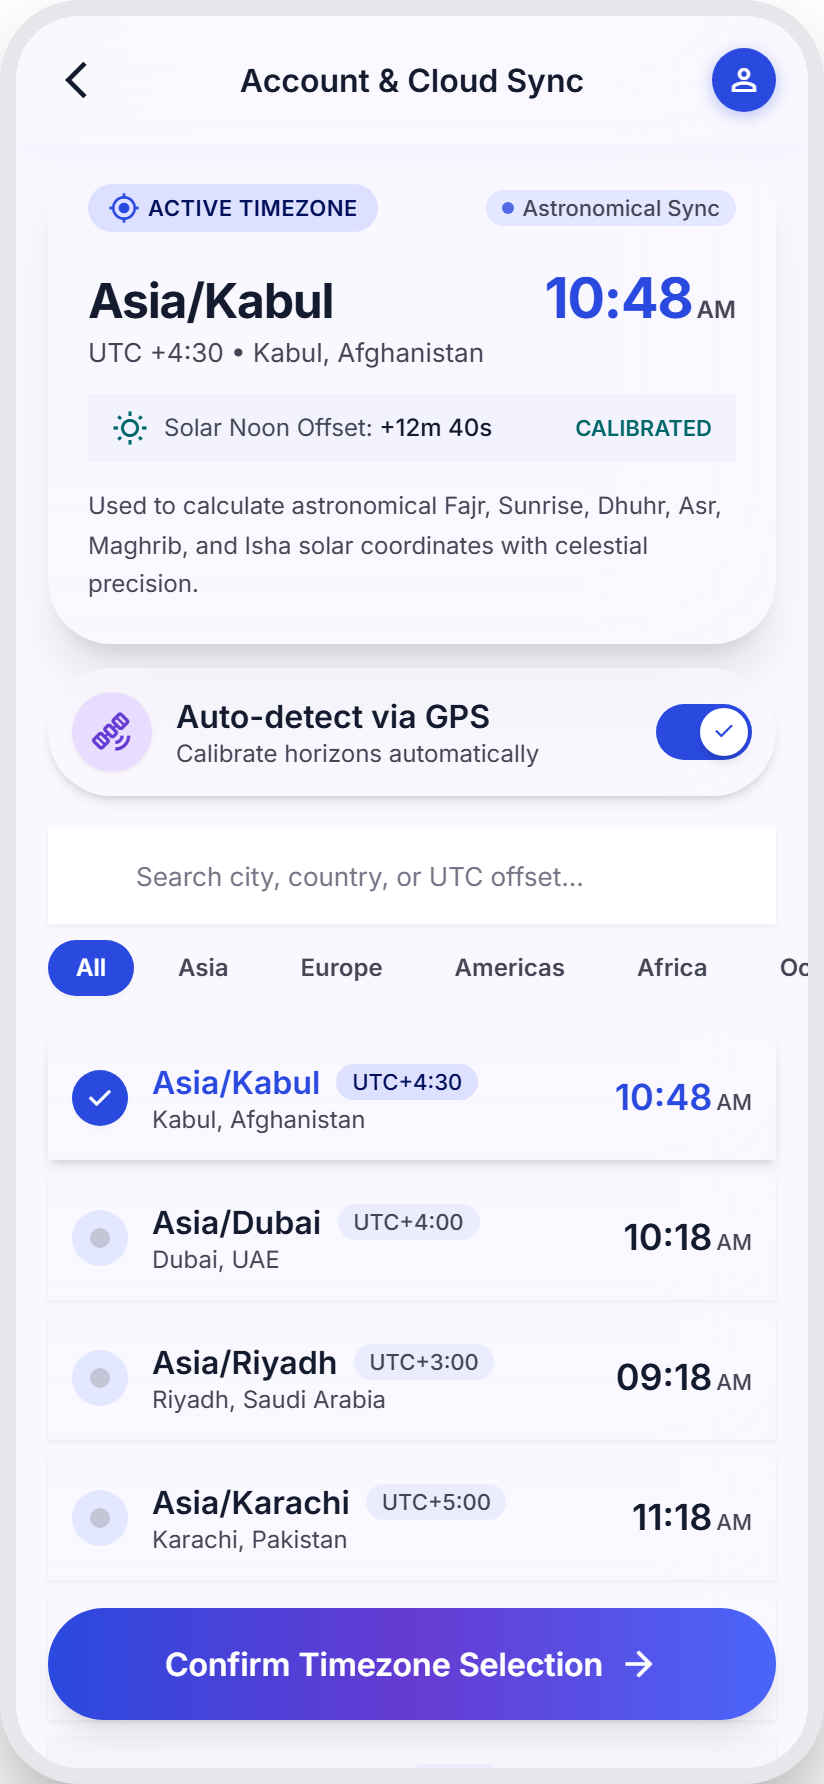 Account & Cloud Sync
ACTIVE TIMEZONE
Astronomical Sync
Asia/Kabul
10:48 AM
UTC +4:30 • Kabul, Afghanistan
Solar Noon Offset: +12m 40s
CALIBRATED
Used to calculate astronomical Fajr, Sunrise, Dhuhr, Asr,
Maghrib, and Isha solar coordinates with celestial
precision.
Auto-detect via GPS
Calibrate horizons automatically
Search city, country, or UTC offset...
All Asia Europe Americas Africa
Asia/Kabul UTC+4:30
Kabul, Afghanistan
10:48 AM
Asia/Dubai UTC+4:00
Dubai, UAE
10:18 AM
Asia/Riyadh UTC+3:00
Riyadh, Saudi Arabia
09:18 AM
Asia/Karachi UTC+5:00
Karachi, Pakistan
11:18 AM
Confirm Timezone Selection